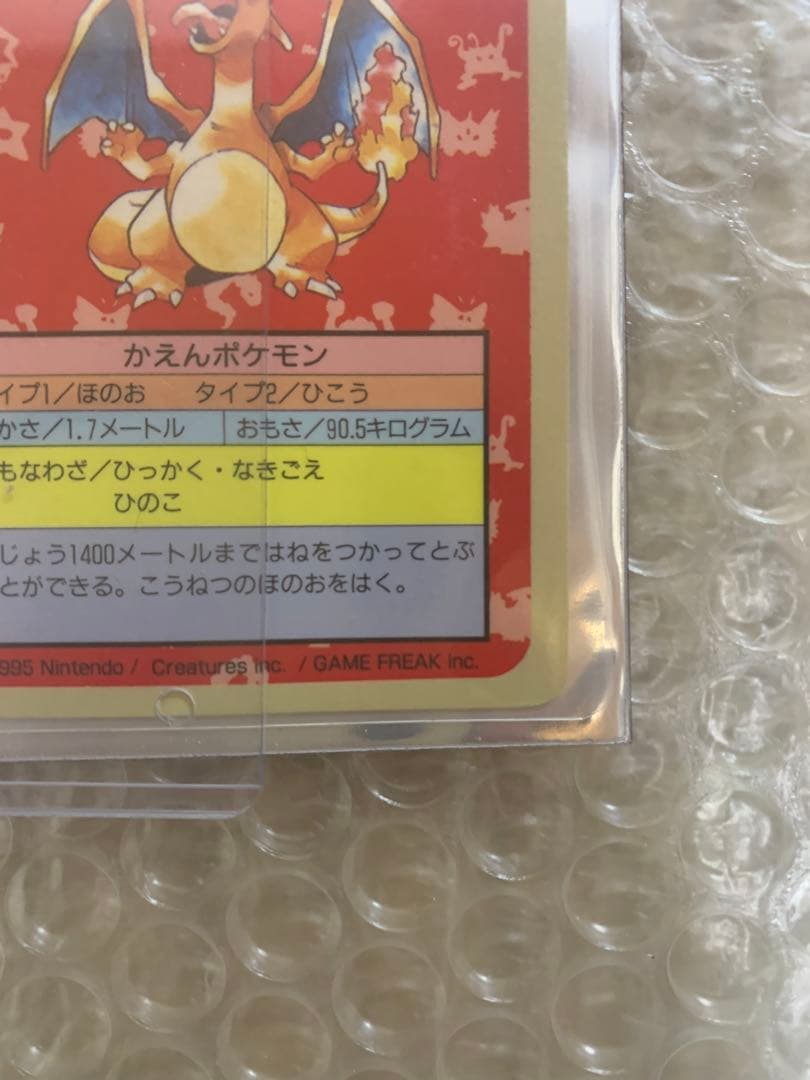 かえんポケモン
イプ1/ほのお タイプ2/ひこう
かさ/1.7メートル おもさ/90.5キログラム
もなわざ/ひっかく・なきごえ
ひのこ
じょう1400メートルまではねをつかってとぶ
とができる。こうねつのほのおをはく。
995 Nintendo / Creatures inc. / GAME FREAK inc.